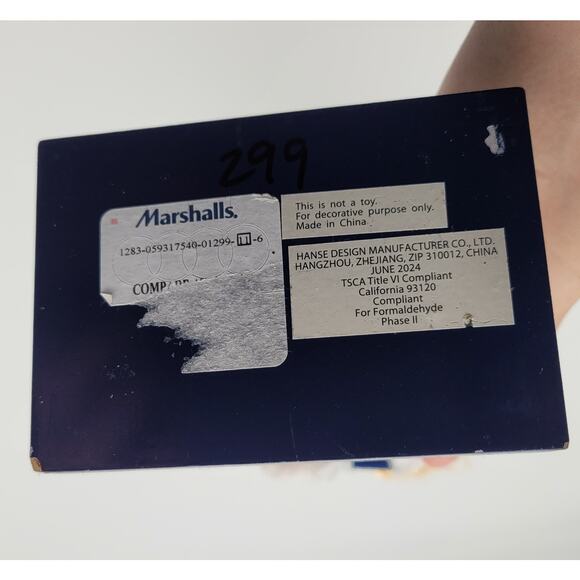 299
Marshalls.
1283-059317540-01299-11-6
This is not a toy.
For decorative purpose only.
Made in China
HANSE DESIGN MANUFACTURER CO., LTD.
HANGZHOU, ZHEJIANG, ZIP 310012, CHINA
JUNE 2024
TSCA Title VI Compliant
California 93120
Compliant
For Formaldehyde
Phase II